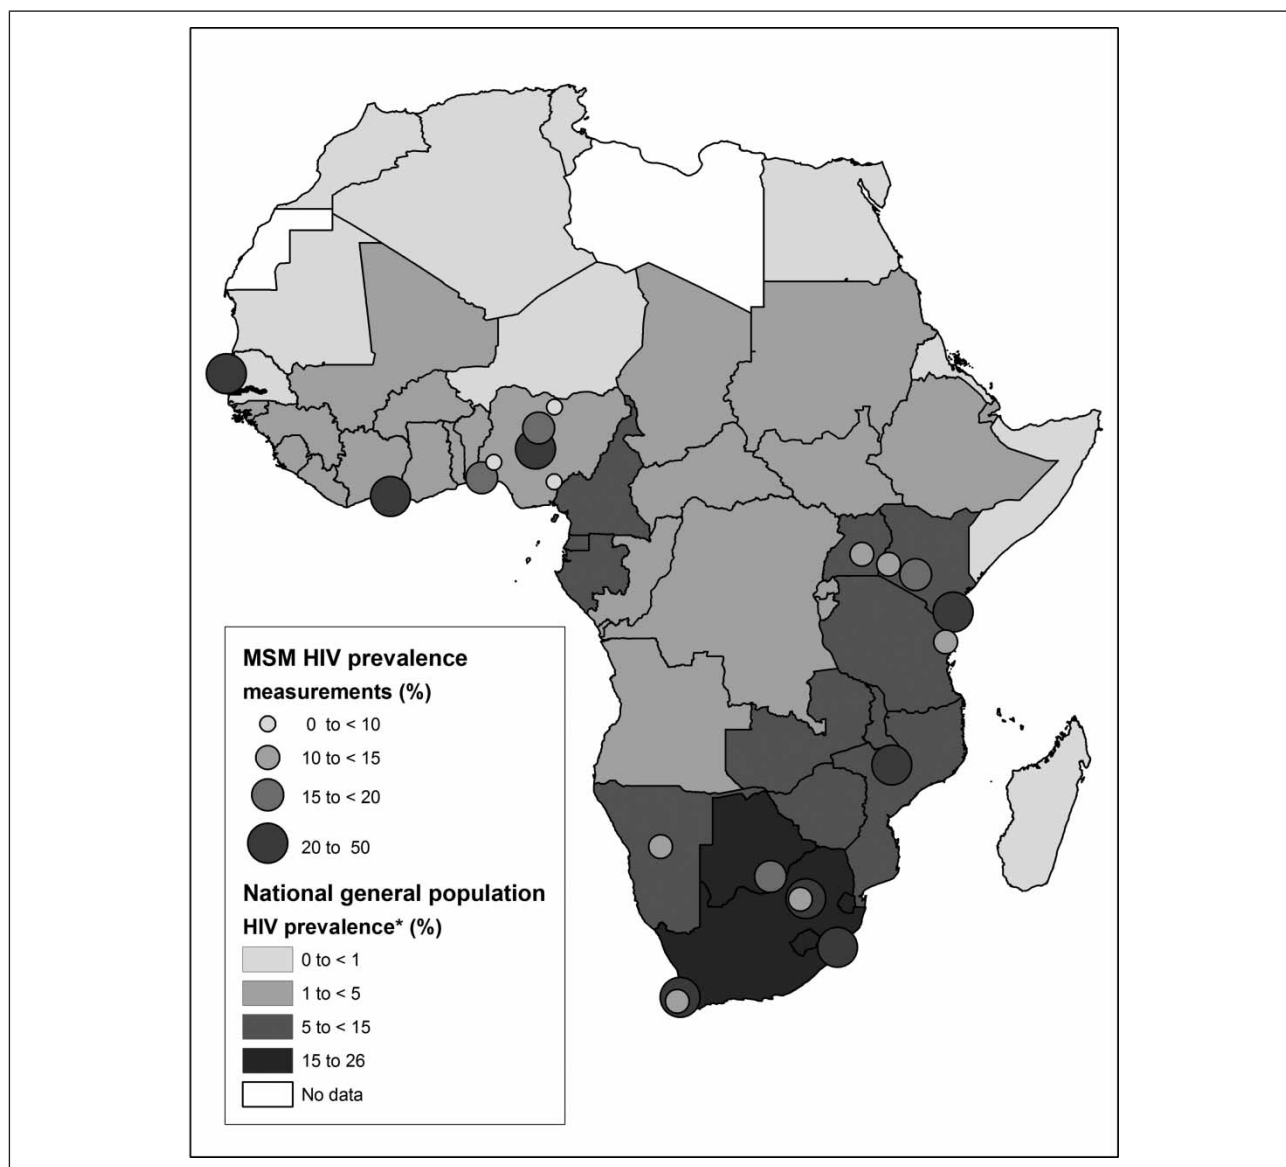 MSM HIV prevalence
measurements (%)
0 to < 10
10 to < 15
15 to < 20
20 to 50
National general population
HIV prevalence* (%)
0 to < 1
1 to < 5
5 to < 15
15 to 26
No data